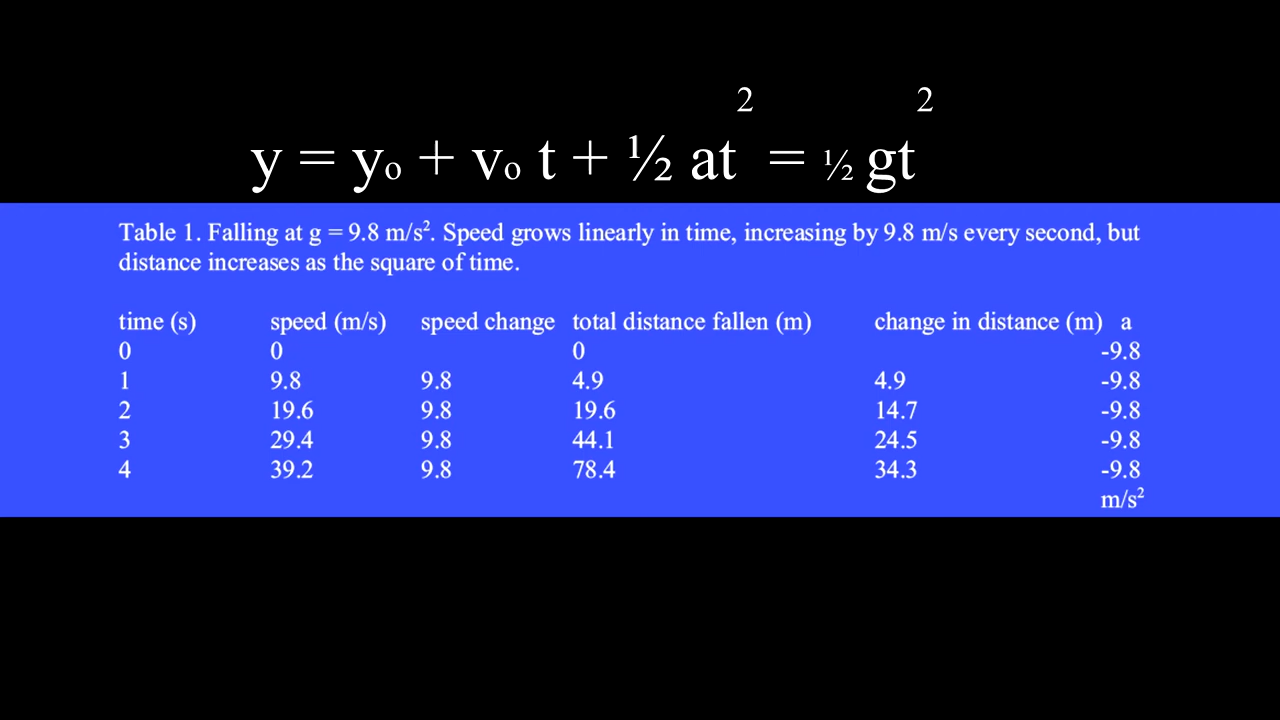 y = yₒ + vₒ t + ½ at² = ½ gt²
Table 1. Falling at g = 9.8 m/s². Speed grows linearly in time, increasing by 9.8 m/s every second, but
distance increases as the square of time.
time (s) speed (m/s) speed change total distance fallen (m) change in distance (m) a
0 0 0 -9.8
1 9.8 9.8 4.9 4.9 -9.8
2 19.6 9.8 19.6 14.7 -9.8
3 29.4 9.8 44.1 24.5 -9.8
4 39.2 9.8 78.4 34.3 -9.8
m/s²